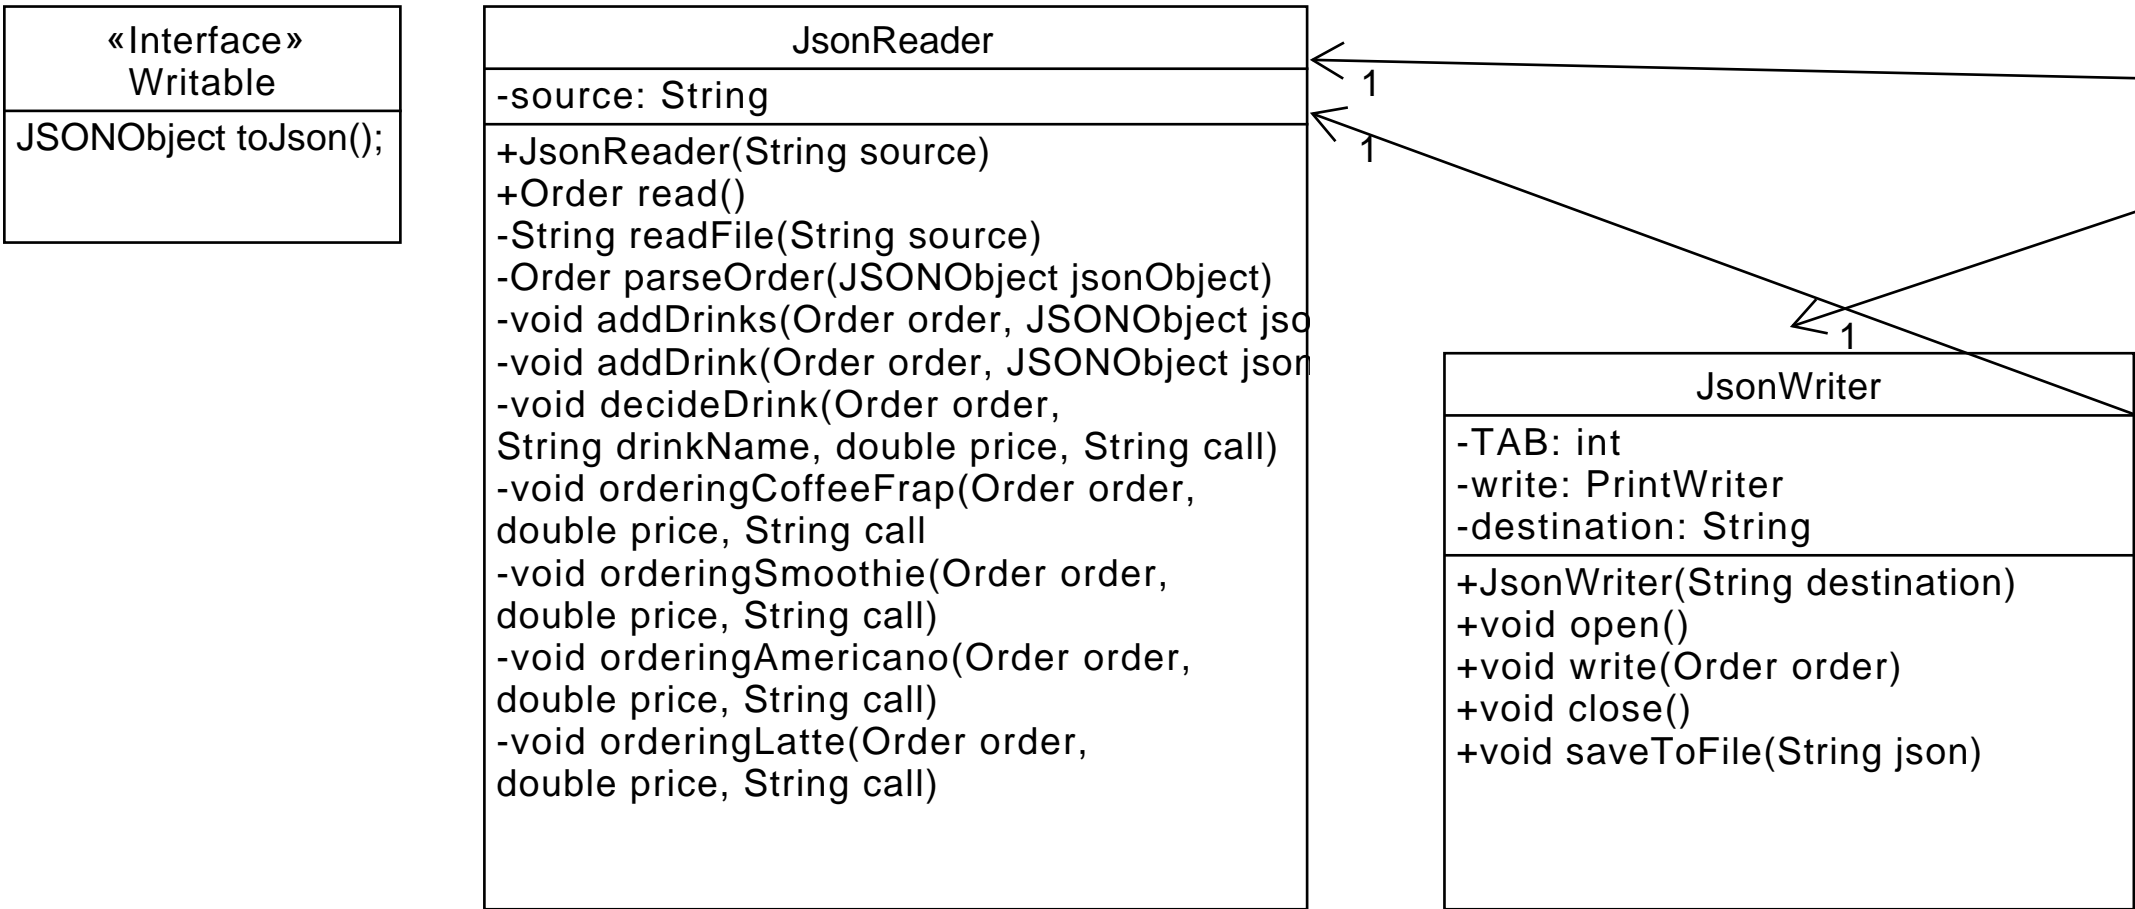 «Interface»
Writable
JSONObject toJson();
JsonReader
-source: String
+JsonReader(String source)
+Order read()
-String readFile(String source)
-Order parseOrder(JSONObject jsonObject)
-void addDrinks(Order order, JSONObject jso
-void addDrink(Order order, JSONObject json
-void decideDrink(Order order,
String drinkName, double price, String call)
-void orderingCoffeeFrap(Order order,
double price, String call
-void orderingSmoothie(Order order,
double price, String call)
-void orderingAmericano(Order order,
double price, String call)
-void orderingLatte(Order order,
double price, String call)
1
1
1
JsonWriter
-TAB: int
-write: PrintWriter
-destination: String
+JsonWriter(String destination)
+void open()
+void write(Order order)
+void close()
+void saveToFile(String json)